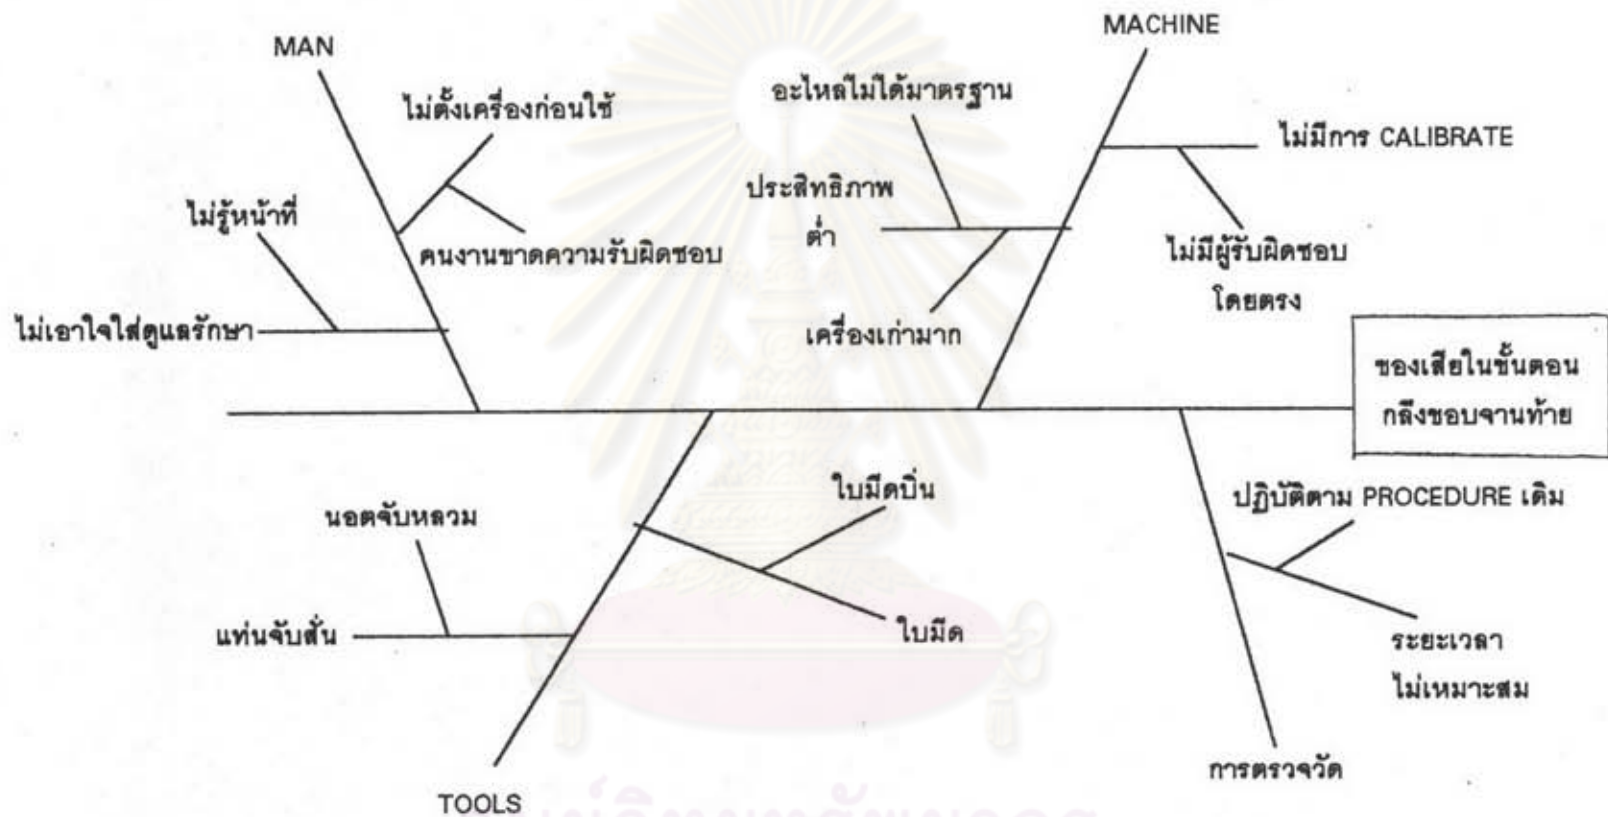 MAN
MACHINE
ไม่ตั้งเครื่องก่อนใช้
อะไหล่ไม่ได้มาตรฐาน
ไม่มีการ CALIBRATE
ประสิทธิภาพ
ต่ำ
ไม่รู้หน้าที่
คนงานขาดความรับผิดชอบ
ไม่มีผู้รับผิดชอบ
โดยตรง
ไม่เอาใจใส่ดูแลรักษา
เครื่องเก่ามาก
ของเสียในขั้นตอน
กลึงขอบจานท้าย
นอตจับหลวม
ใบมีดบิ่น
ปฏิบัติตาม PROCEDURE เดิม
แท่นจับสั่น
ใบมีด
ระยะเวลา
ไม่เหมาะสม
การตรวจวัด
TOOLS